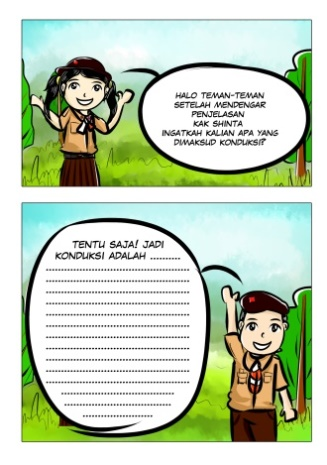 HALO TEMAN-TEMAN
SETELAH MENDENGAR
PENJELASAN
KAK SHINTA
INGATKAH KALIAN APA YANG
DIMAKSUD KONDUKSI?
TENTU SAJA! JADI
KONDUKSI ADALAH ..........
..........................................
..........................................
..........................................
..........................................
..........................................
..........................................
..........................................
..........................................
..........................................
..........................................
..................................
..........................
....................